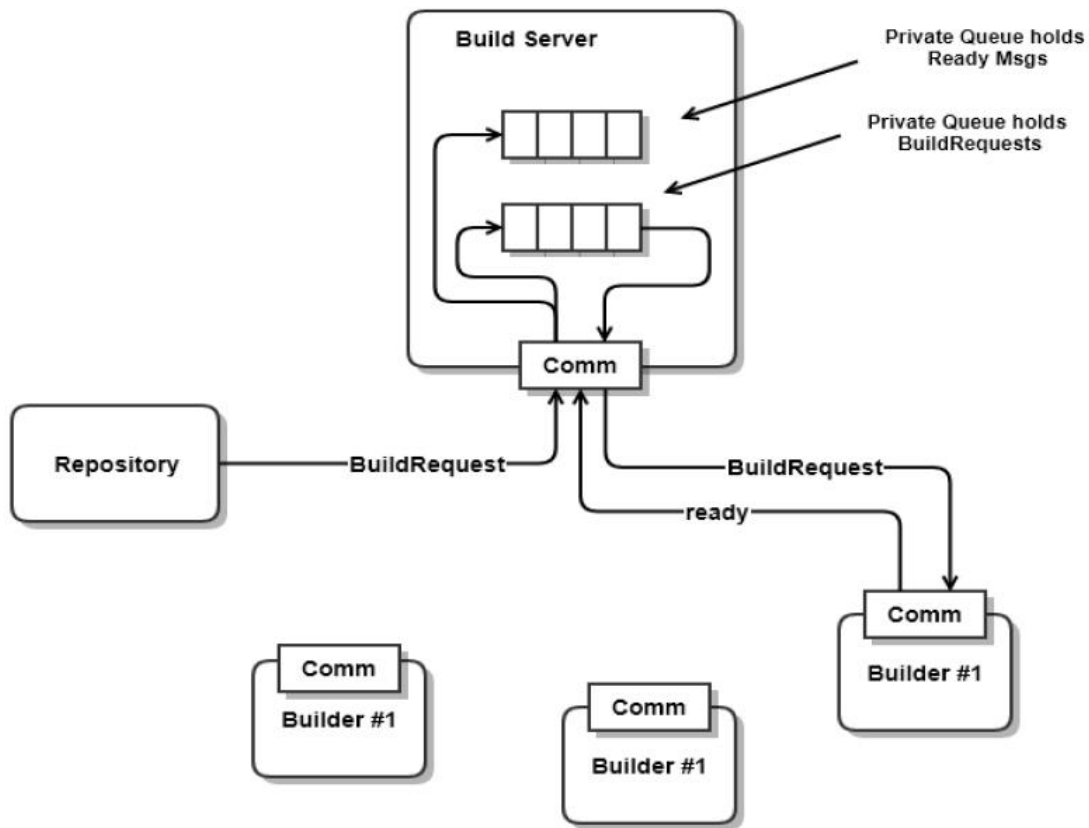 Build Server
Private Queue holds
Ready Msgs
Private Queue holds
BuildRequests
Comm
Repository
BuildRequest
BuildRequest
ready
Comm
Builder #1
Comm
Builder #1
Comm
Builder #1